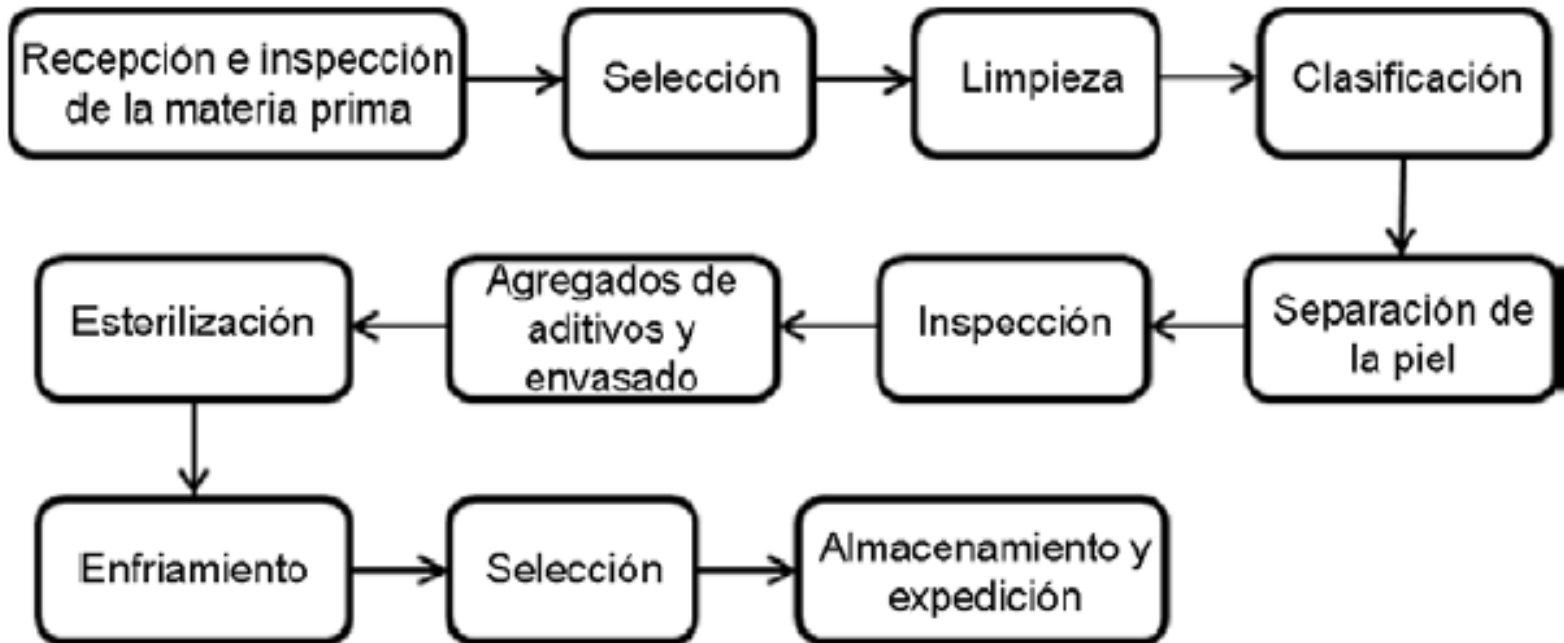 Recepción e inspección
de la materia prima
Selección
Limpieza
Clasificación
Separación de
la piel
Inspección
Agregados de
aditivos y
envasado
Esterilización
Enfriamiento
Selección
Almacenamiento y
expedición